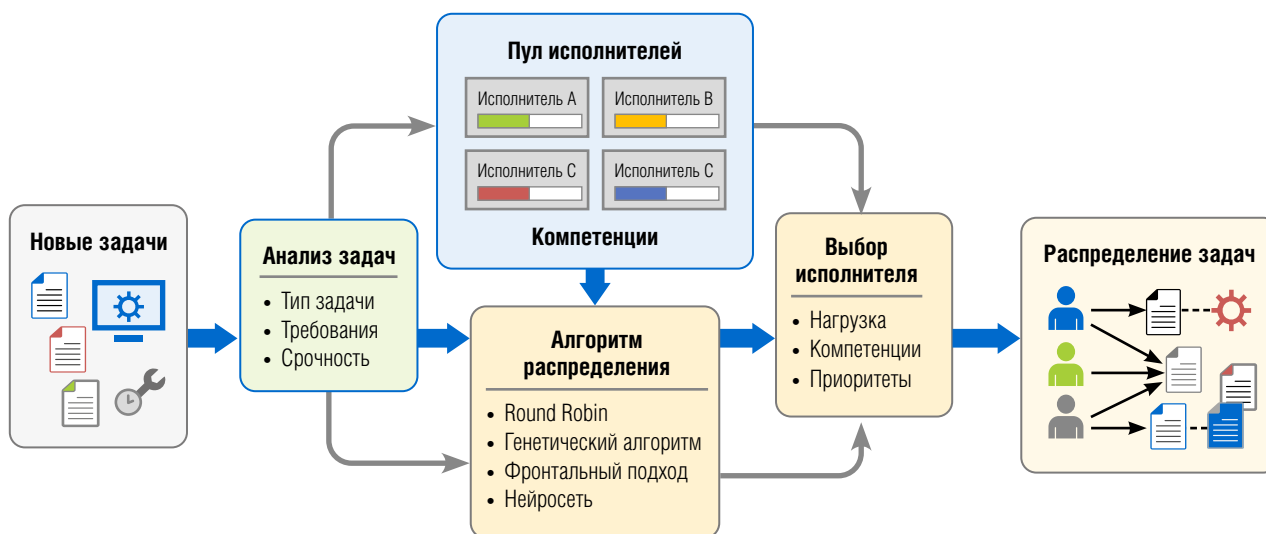 Новые задачи
Анализ задач
• Тип задачи
• Требования
• Срочность
Пул исполнителей
Исполнитель A
Исполнитель B
Исполнитель C
Исполнитель C
Компетенции
Алгоритм
распределения
• Round Robin
• Генетический алгоритм
• Фронтальный подход
• Нейросеть
Выбор
исполнителя
• Нагрузка
• Компетенции
• Приоритеты
Распределение задач